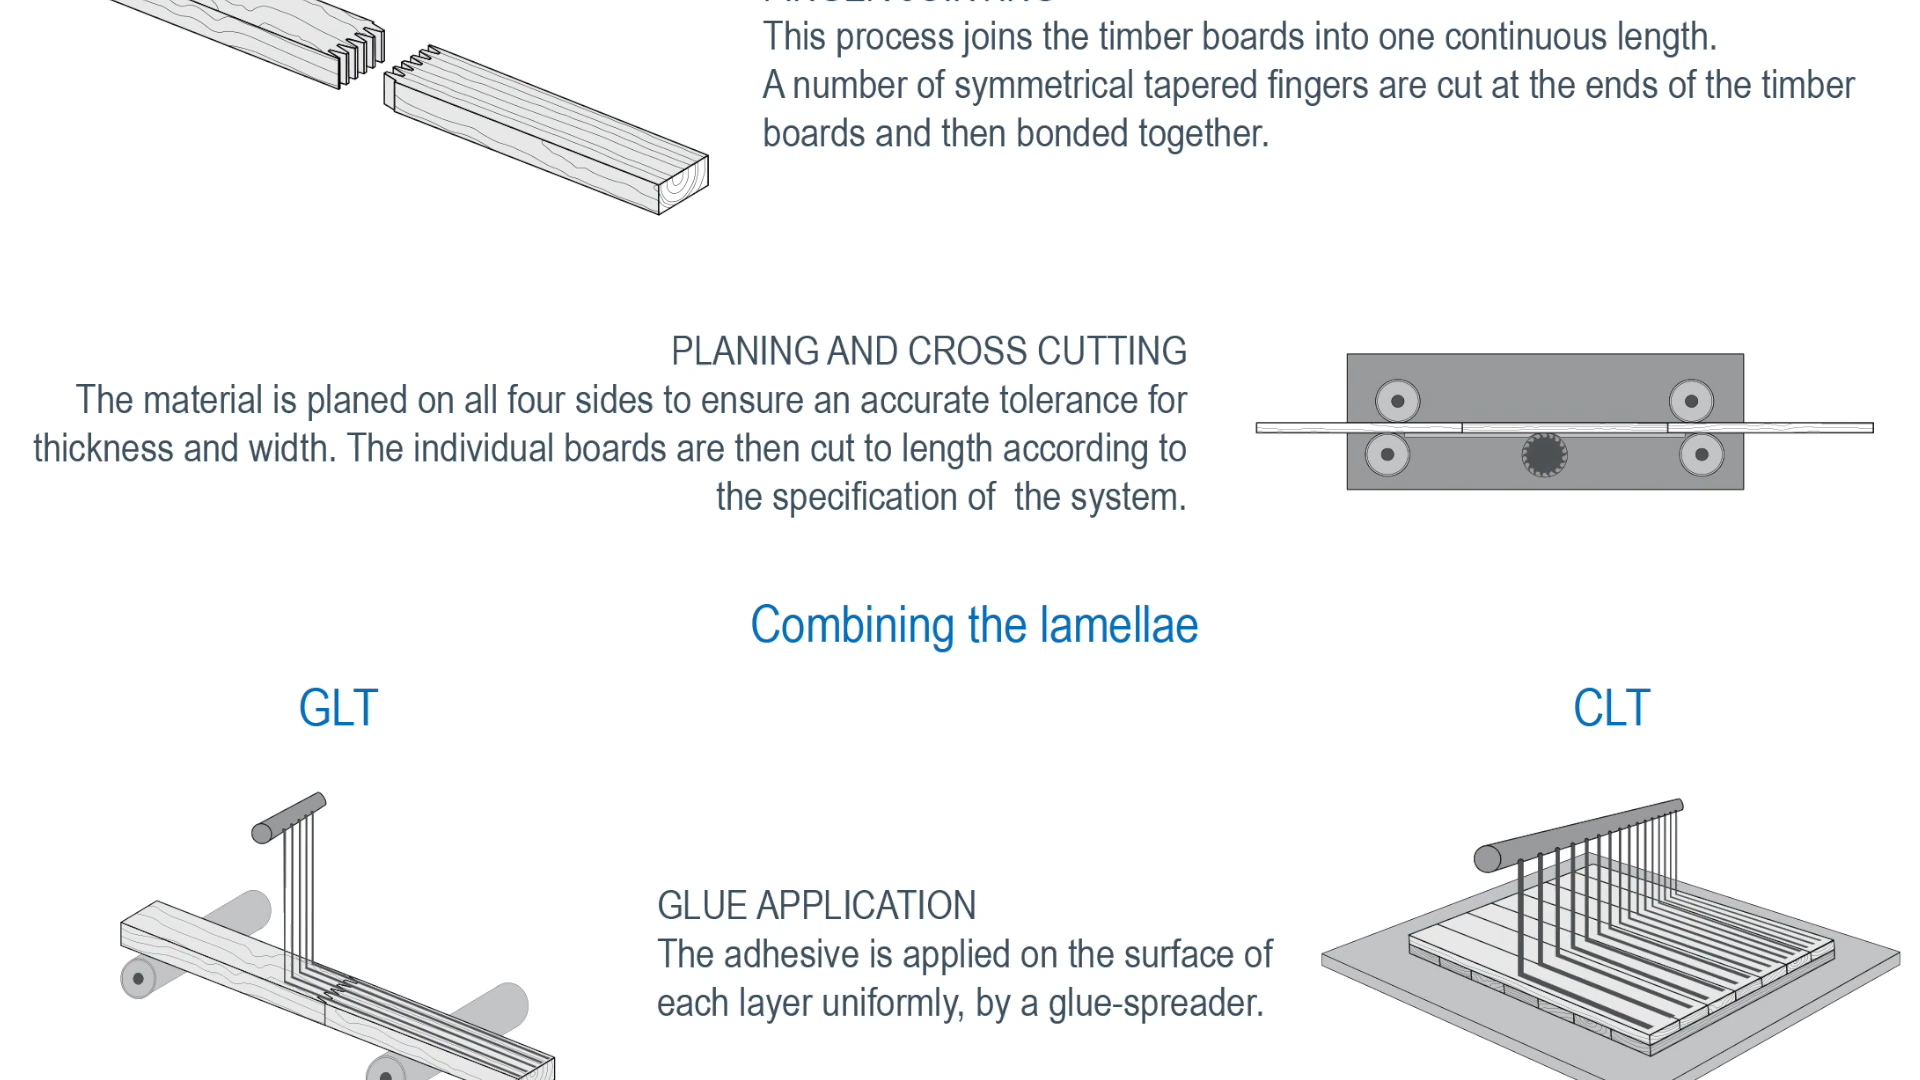 FINGER JOINTING
This process joins the timber boards into one continuous length.
A number of symmetrical tapered fingers are cut at the ends of the timber
boards and then bonded together.
PLANING AND CROSS CUTTING
The material is planed on all four sides to ensure an accurate tolerance for
thickness and width. The individual boards are then cut to length according to
the specification of  the system.
Combining the lamellae
GLT
CLT
GLUE APPLICATION
The adhesive is applied on the surface of
each layer uniformly, by a glue-spreader.